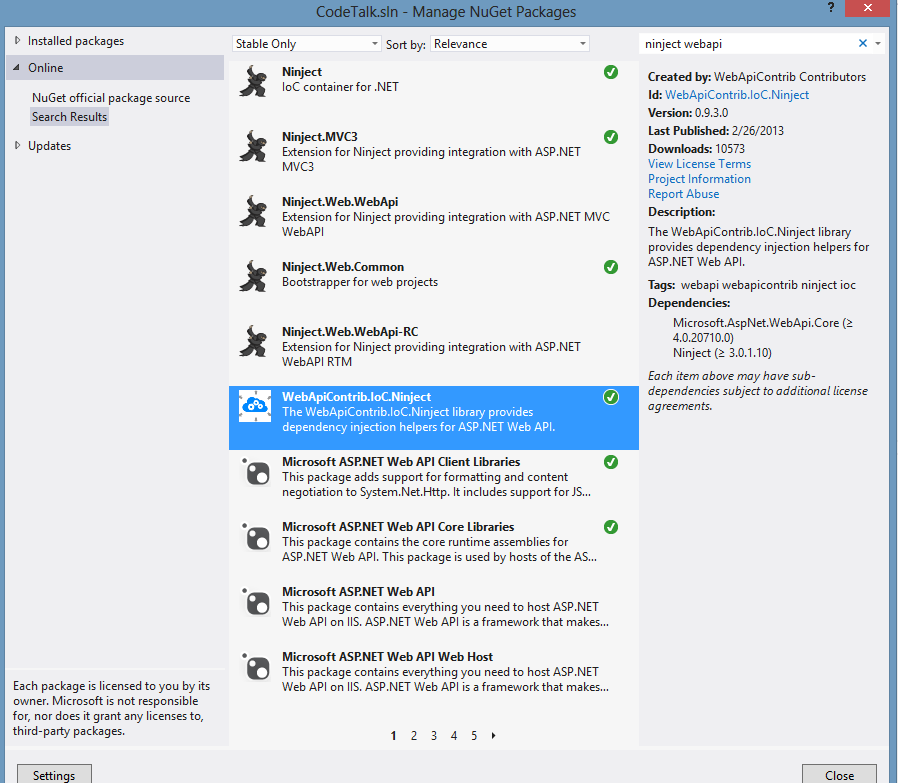 CodeTalk.sln - Manage NuGet Packages
?
Installed packages
Online
NuGet official package source
Search Results
Updates
Each package is licensed to you by its
owner. Microsoft is not responsible
for, nor does it grant any licenses to,
third-party packages.
Settings
Stable Only
Sort by: Relevance
Ninject
IoC container for .NET
Ninject.MVC3
Extension for Ninject providing integration with ASP.NET
MVC3
Ninject.Web.WebApi
Extension for Ninject providing integration with ASP.NET MVC
WebAPI
Ninject.Web.Common
Bootstrapper for web projects
Ninject.Web.WebApi-RC
Extension for Ninject providing integration with ASP.NET
WebAPI RTM
WebApiContrib.IoC.Ninject
The WebApiContrib.IoC.Ninject library provides
dependency injection helpers for ASP.NET Web API.
Microsoft ASP.NET Web API Client Libraries
This package adds support for formatting and content
negotiation to System.Net.Http. It includes support for JS...
Microsoft ASP.NET Web API Core Libraries
This package contains the core runtime assemblies for
ASP.NET Web API. This package is used by hosts of the AS...
Microsoft ASP.NET Web API
This package contains everything you need to host ASP.NET
Web API on IIS. ASP.NET Web API is a framework that makes...
Microsoft ASP.NET Web API Web Host
This package contains everything you need to host ASP.NET
Web API on IIS. ASP.NET Web API is a framework that makes...
1 2 3 4 5
ninject webapi
Created by: WebApiContrib Contributors
Id: WebApiContrib.IoC.Ninject
Version: 0.9.3.0
Last Published: 2/26/2013
Downloads: 10573
View License Terms
Project Information
Report Abuse
Description:
The WebApiContrib.IoC.Ninject library
provides dependency injection helpers for
ASP.NET Web API.
Tags: webapi webapicontrib ninject ioc
Dependencies:
Microsoft.AspNet.WebApi.Core (≥
4.0.20710.0)
Ninject (≥ 3.0.1.10)
Each item above may have sub-
dependencies subject to additional license
agreements.
Close